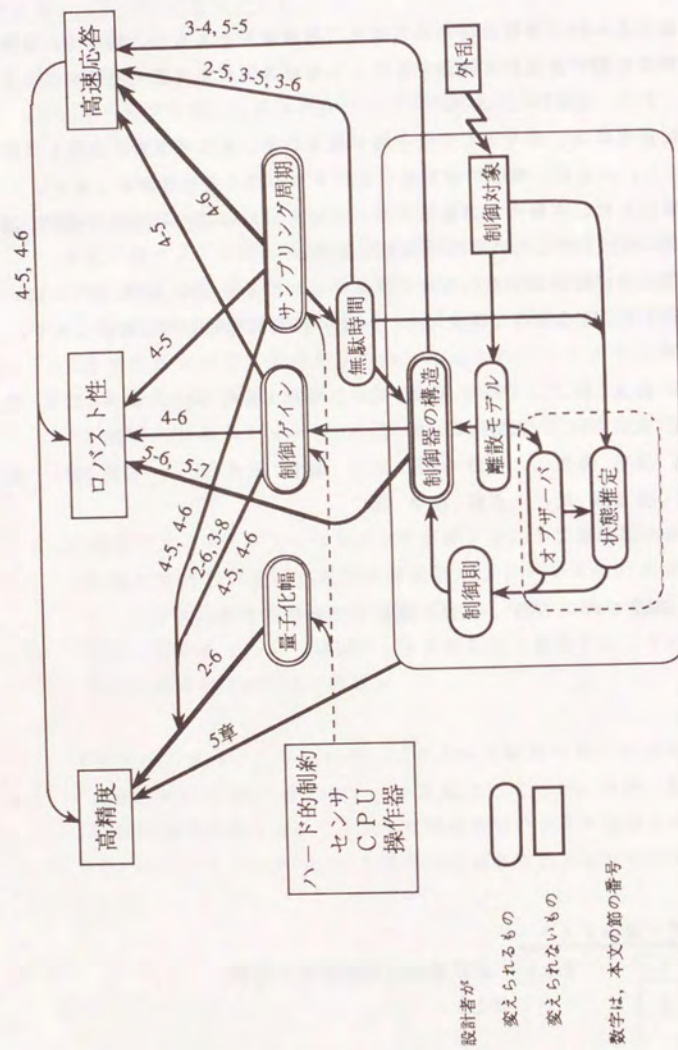 高精度
ロバスト性
高速応答
4-5, 4-6
3-4, 5-5
2-5, 3-5, 3-6
4-6
4-5
4-5
4-6
5-6, 5-7
4-5, 4-6
2-6, 3-8
4-5, 4-6
2-6
5章
ハード的制約
センサ
ＣＰＵ
操作器
量子化幅
制御ゲイン
サンプリング周期
無駄時間
制御器の構造
制御則
離散モデル
制御対象
外乱
オブザーバ
状態推定
設計者が
変えられるもの
変えられないもの
数字は，本文の節の番号